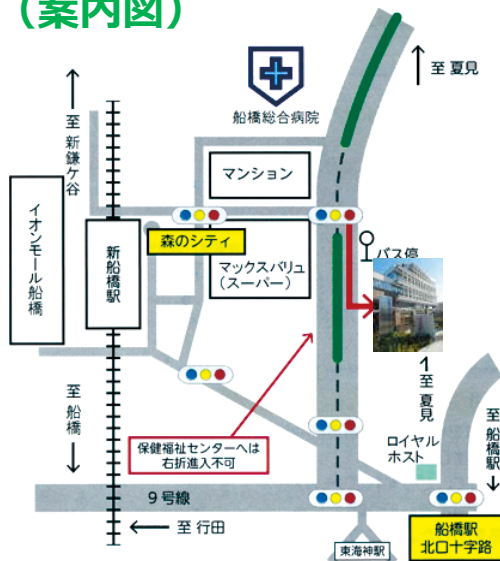 （案内図）
至 夏見
船橋総合病院
至 新鎌ケ谷
マンション
イオンモール船橋
新船橋駅
森のシティ
マックスバリュ
（スーパー）
バス停
至 夏見
至 船橋
保健福祉センターへは
右折進入不可
ロイヤル
ホスト
至 船橋駅
9号線
至 行田
東海神駅
船橋駅
北口十字路